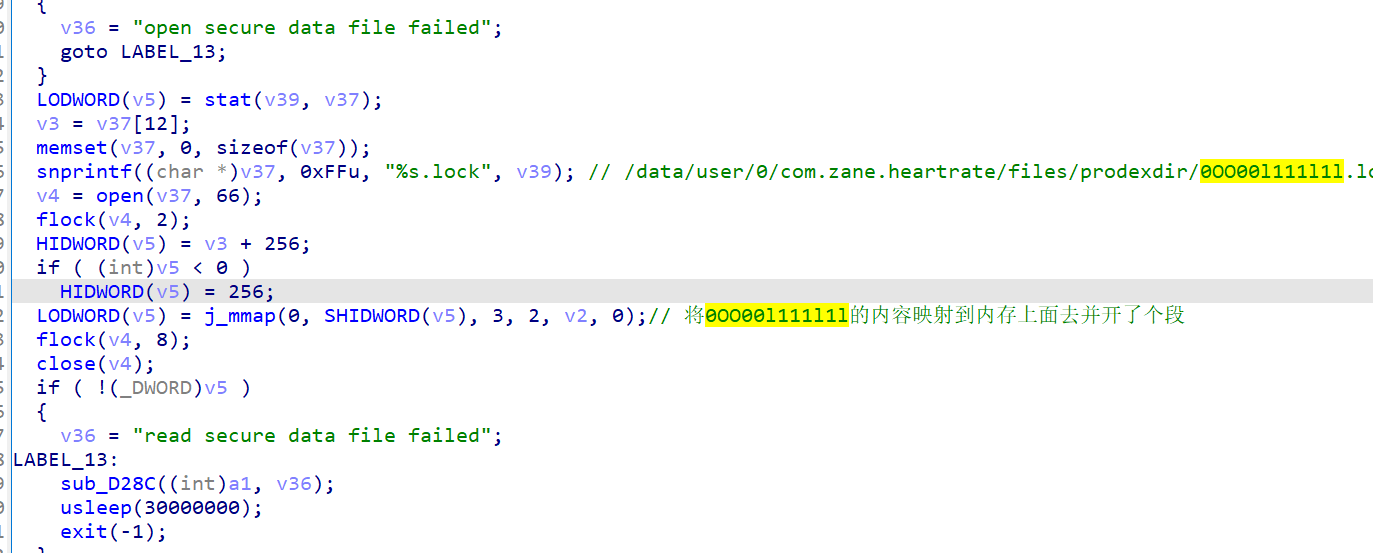 {
v36 = "open secure data file failed";
goto LABEL_13;
}
LODWORD(v5) = stat(v39, v37);
v3 = v37[12];
memset(v37, 0, sizeof(v37));
snprintf((char *)v37, 0xFFu, "%s.lock", v39); // /data/user/0/com.zane.heartrate/files/prodexdir/0OO00l111l1l.lo
v4 = open(v37, 66);
flock(v4, 2);
HIDWORD(v5) = v3 + 256;
if ( (int)v5 < 0 )
HIDWORD(v5) = 256;
LODWORD(v5) = j_mmap(0, SHIDWORD(v5), 3, 2, v2, 0);// 将0OO00l111l1l的内容映射到内存上面去并开了个段
flock(v4, 8);
close(v4);
if ( !(_DWORD)v5 )
{
v36 = "read secure data file failed";
LABEL_13:
sub_D28C((int)a1, v36);
usleep(30000000);
exit(-1);